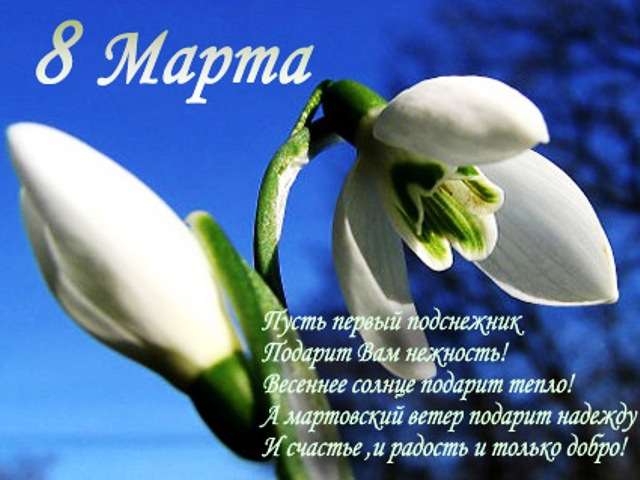 8 Марта
Пусть первый подснежник
Подарит Вам нежность!
Весеннее солнце подарит тепло!
А мартовский ветер подарит надежду
И счастье ,и радость и только добро!